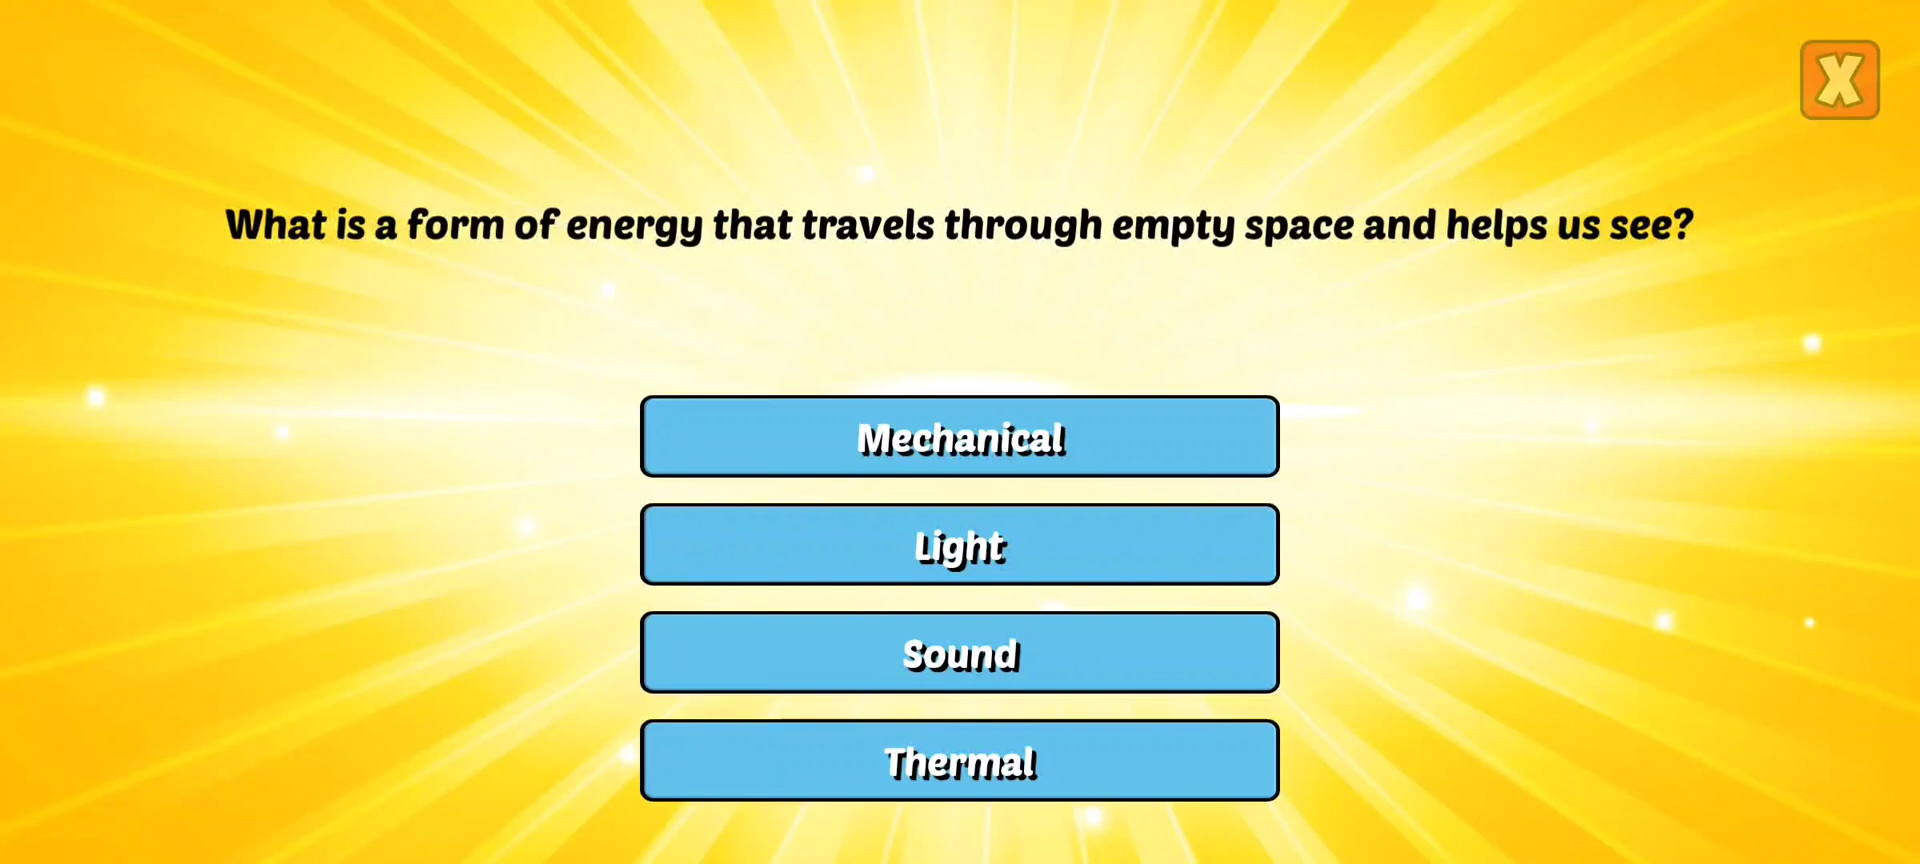 X
What is a form of energy that travels through empty space and helps us see?
Mechanical
Light
Sound
Thermal